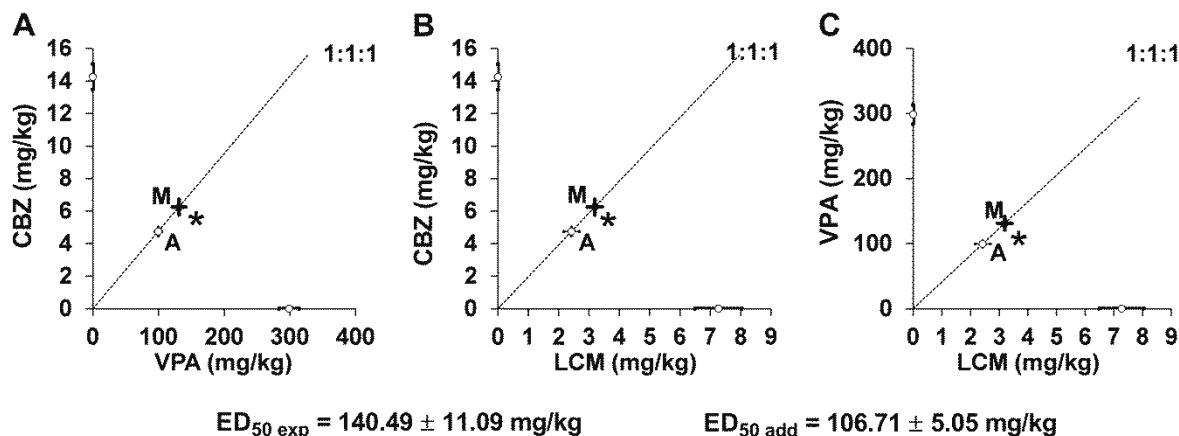 A
CBZ (mg/kg)
16
14
12
10
8
6
4
2
0
1:1:1
M
*
A
0 100 200 300 400
VPA (mg/kg)
B
CBZ (mg/kg)
16
14
12
10
8
6
4
2
0
1:1:1
M
*
A
0 1 2 3 4 5 6 7 8 9
LCM (mg/kg)
C
VPA (mg/kg)
400
300
200
100
0
1:1:1
M
*
A
0 1 2 3 4 5 6 7 8 9
LCM (mg/kg)
ED50 exp = 140.49 ± 11.09 mg/kg
ED50 add = 106.71 ± 5.05 mg/kg